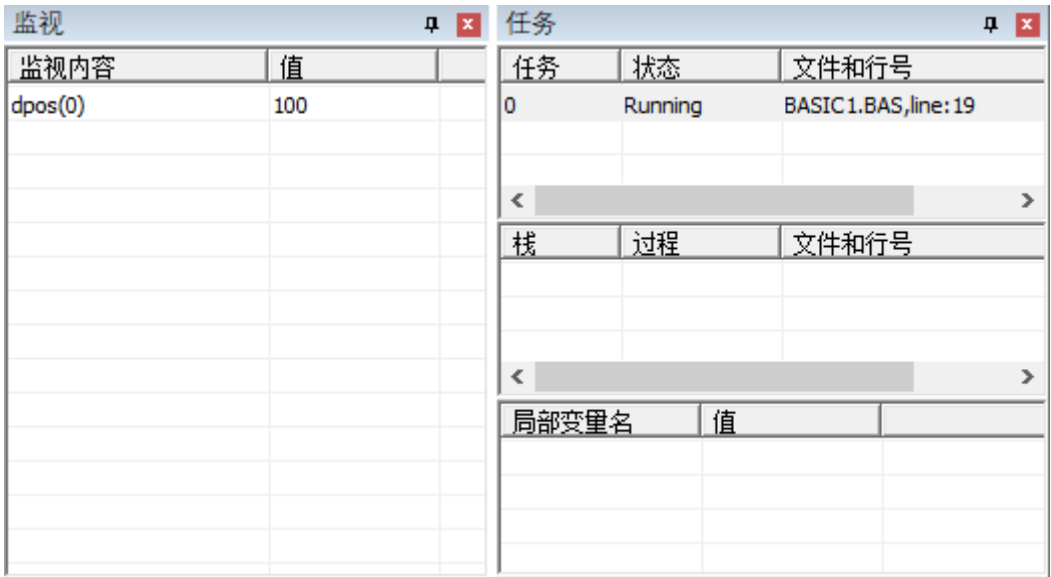 监视
监视内容 值
dpos(0) 100
任务
任务 状态 文件和行号
0 Running BASIC1.BAS,line:19
栈 过程 文件和行号
局部变量名 值